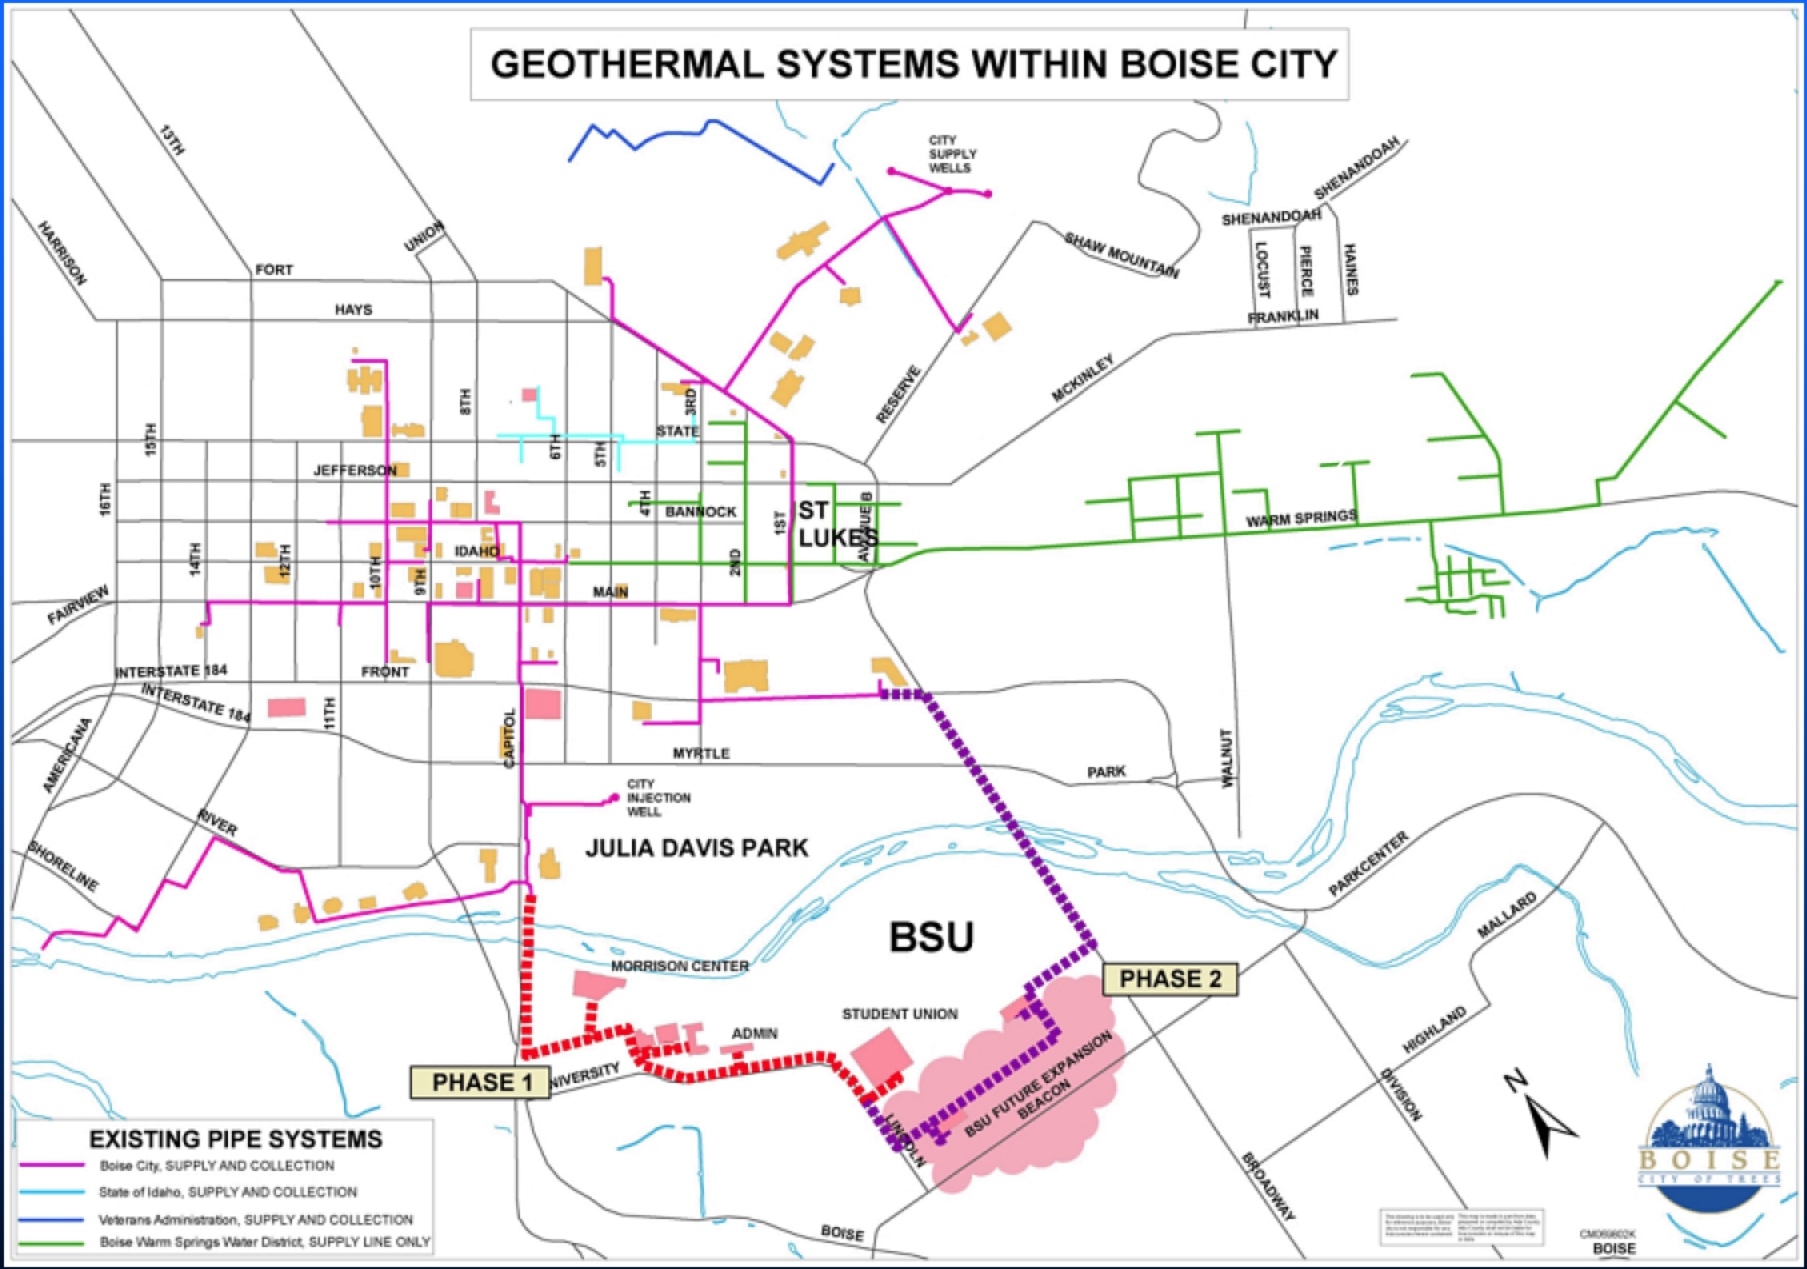 GEOTHERMAL SYSTEMS WITHIN BOISE CITY
13TH
CITY
SUPPLY
WELLS
SHENANDOAH
SHENANDOAH
HARRISON
UNION
SHAW MOUNTAIN
LOCUST
PIERCE
HAINES
FORT
HAYS
FRANKLIN
RESERVE
MCKINLEY
8TH
3RD
15TH
STATE
6TH
5TH
JEFFERSON
16TH
4TH
BANNOCK
1ST
ST
LUKES
AVENUE B
WARM SPRINGS
14TH
12TH
10TH
9TH
IDAHO
2ND
MAIN
FAIRVIEW
INTERSTATE 184
FRONT
INTERSTATE 184
11TH
AMERICANA
CAPITOL
MYRTLE
PARK
WALNUT
CITY
INJECTION
WELL
RIVER
SHORELINE
JULIA DAVIS PARK
PARKCENTER
MALLARD
BSU
MORRISON CENTER
PHASE 2
STUDENT UNION
ADMIN
HIGHLAND
PHASE 1
NIVERSITY
BSU FUTURE EXPANSION
BEACON
LINCOLN
DIVISION
N
BROADWAY
BOISE
EXISTING PIPE SYSTEMS
Boise City, SUPPLY AND COLLECTION
State of Idaho, SUPPLY AND COLLECTION
Veterans Administration, SUPPLY AND COLLECTION
Boise Warm Springs Water District, SUPPLY LINE ONLY
BOISE
CITY OF TREES
BOISE